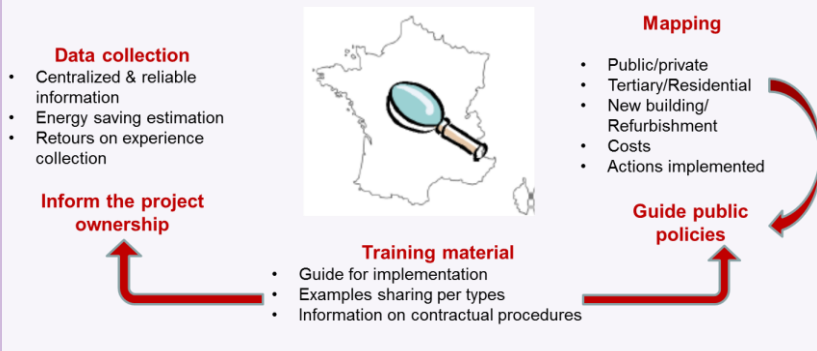 Data collection
• Centralized & reliable
information
• Energy saving estimation
• Retours on experience
collection
Inform the project
ownership
Mapping
• Public/private
• Tertiary/Residential
• New building/
Refurbishment
• Costs
• Actions implemented
Guide public
policies
Training material
• Guide for implementation
• Examples sharing per types
• Information on contractual procedures